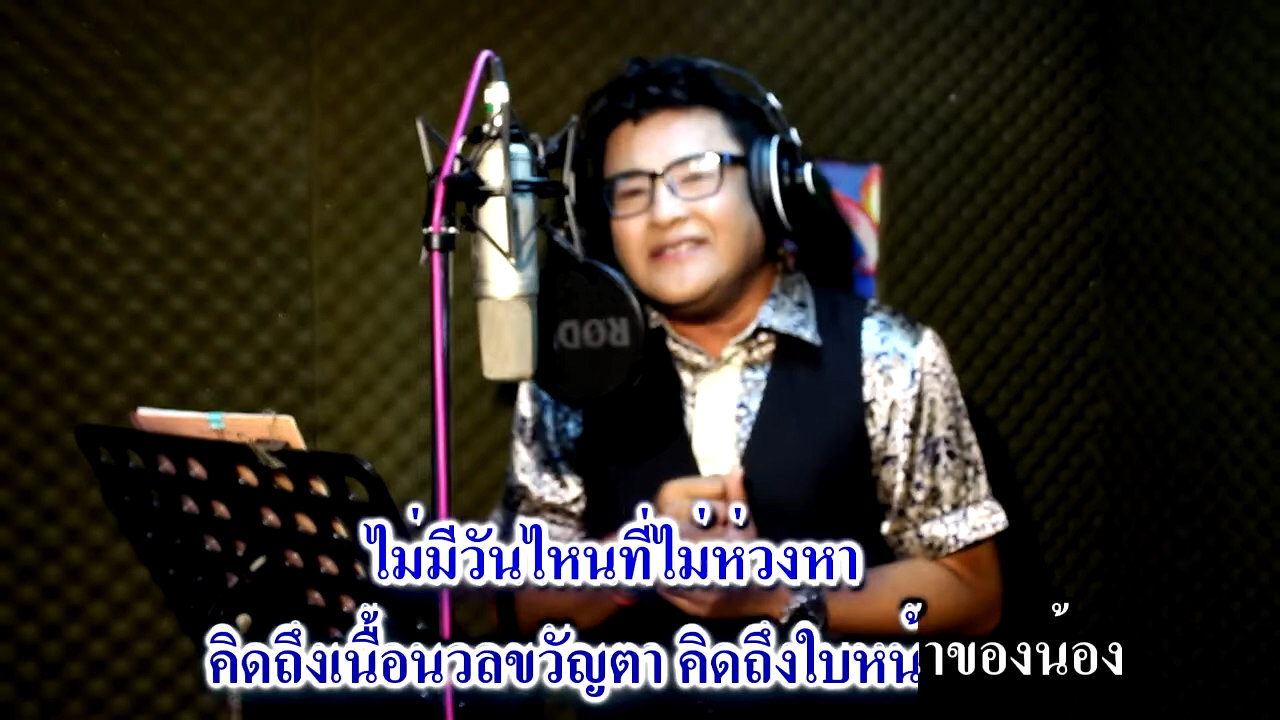 RØD
ไม่มีวันไหนที่ไม่ห่วงหา
คิดถึงเนื้อนวลขวัญตา คิดถึงใบหน้าของน้อง